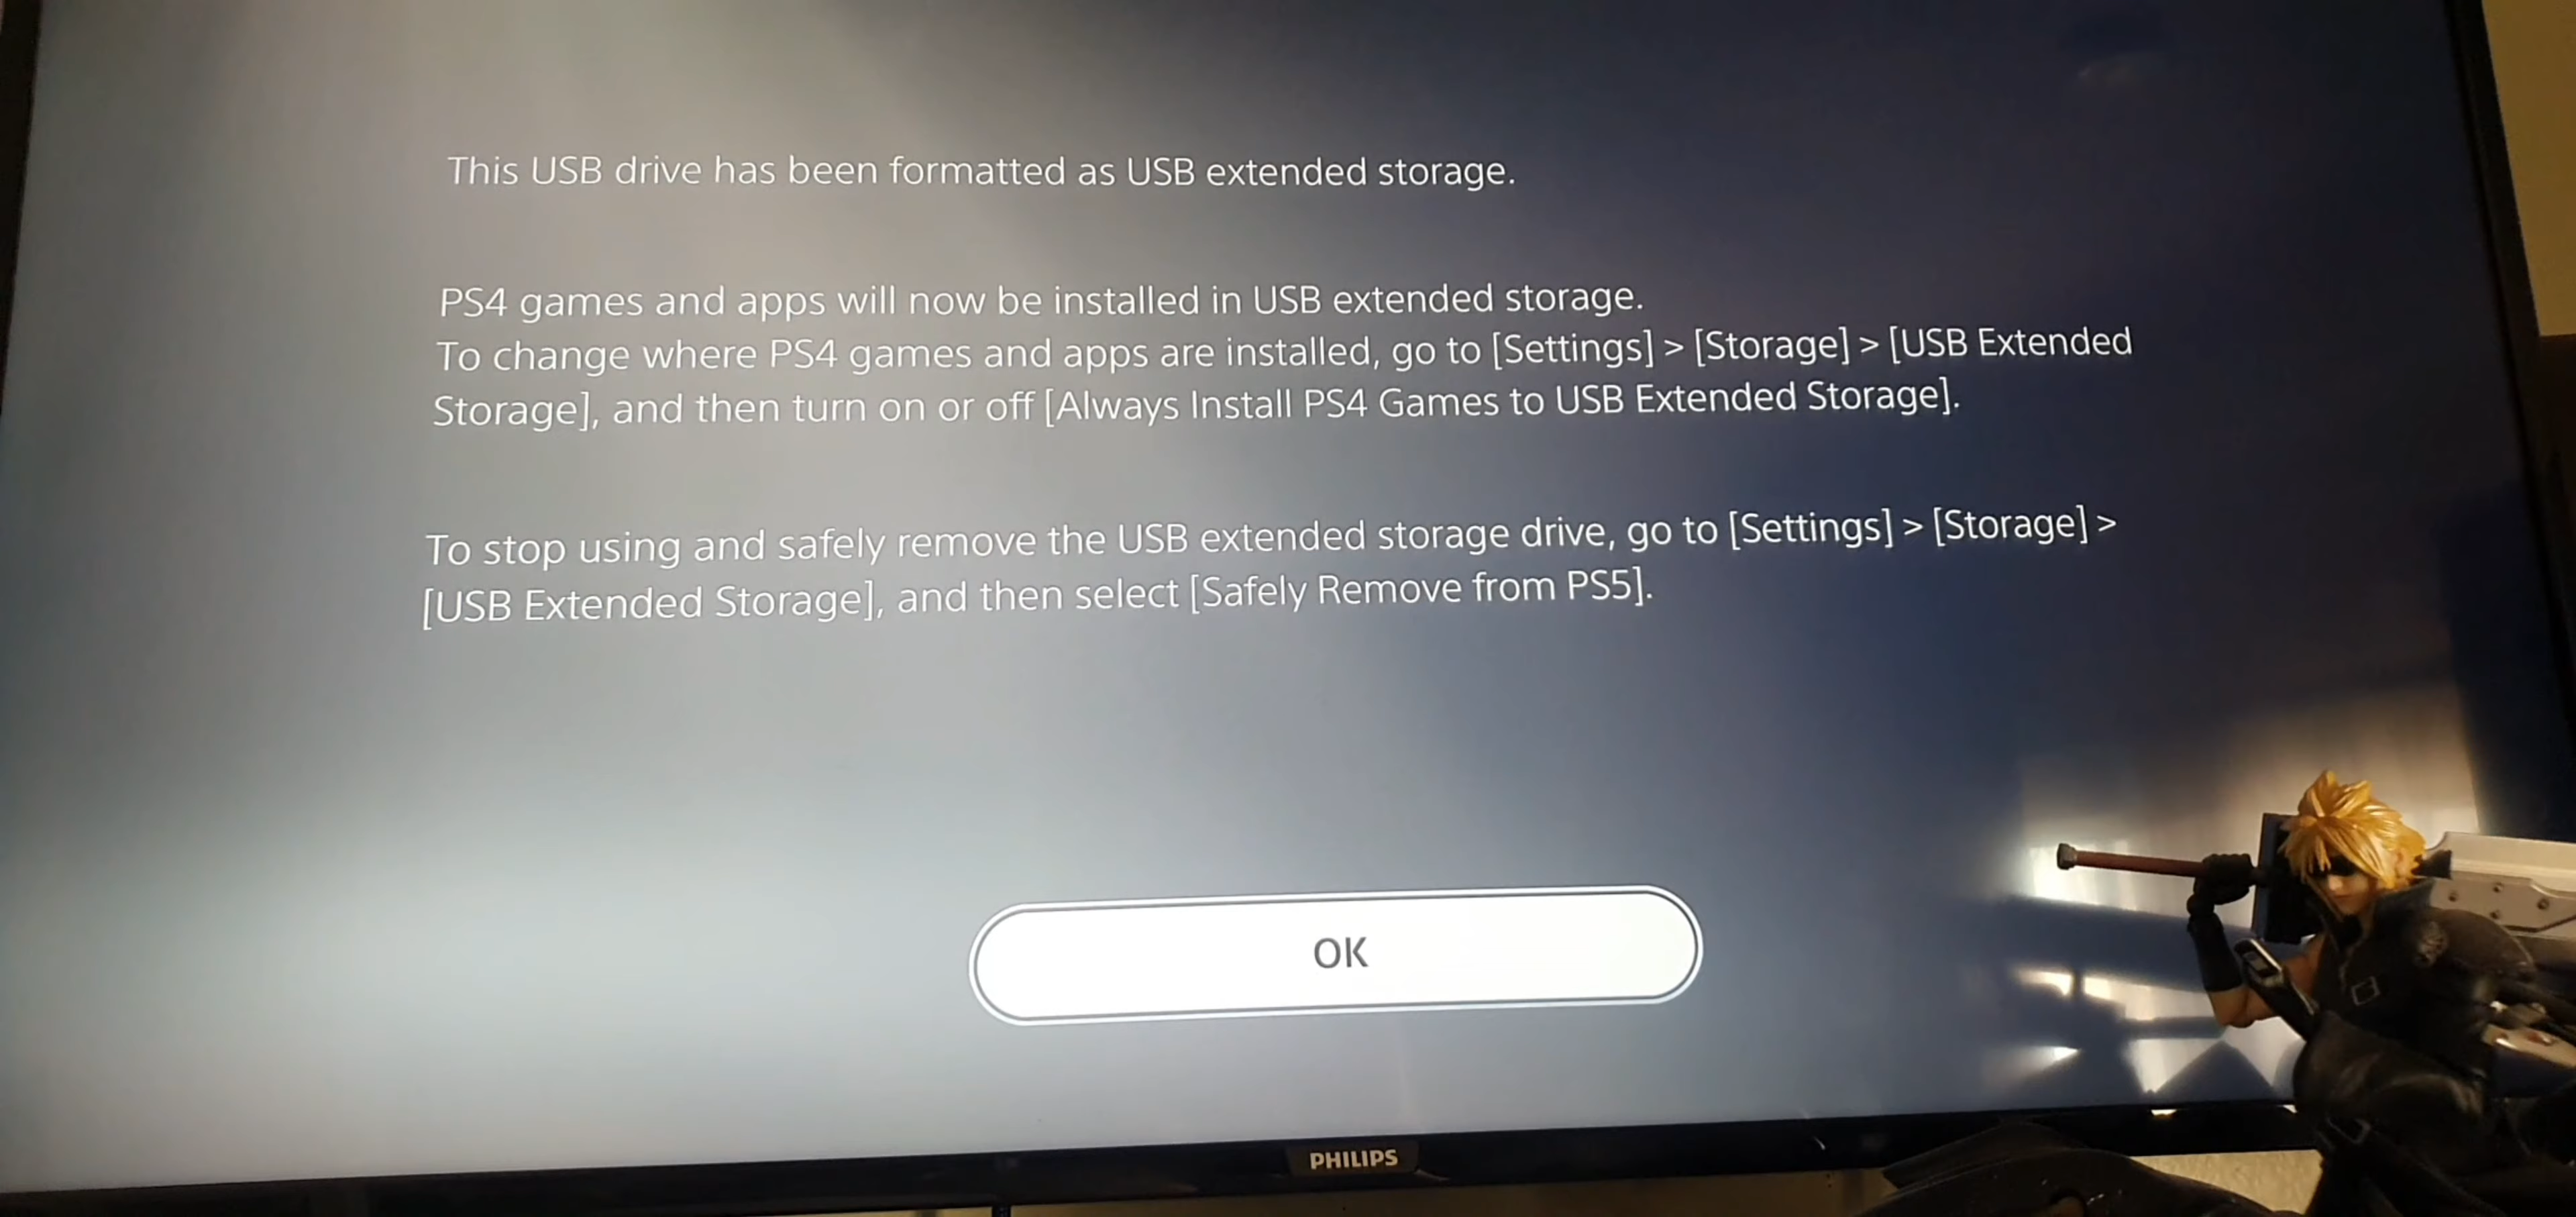 This USB drive has been formatted as USB extended storage.
PS4 games and apps will now be installed in USB extended storage.
To change where PS4 games and apps are installed, go to [Settings] > [Storage] > [USB Extended
Storage], and then turn on or off [Always Install PS4 Games to USB Extended Storage].
To stop using and safely remove the USB extended storage drive, go to [Settings] > [Storage] >
[USB Extended Storage], and then select [Safely Remove from PS5].
OK
PHILIPS